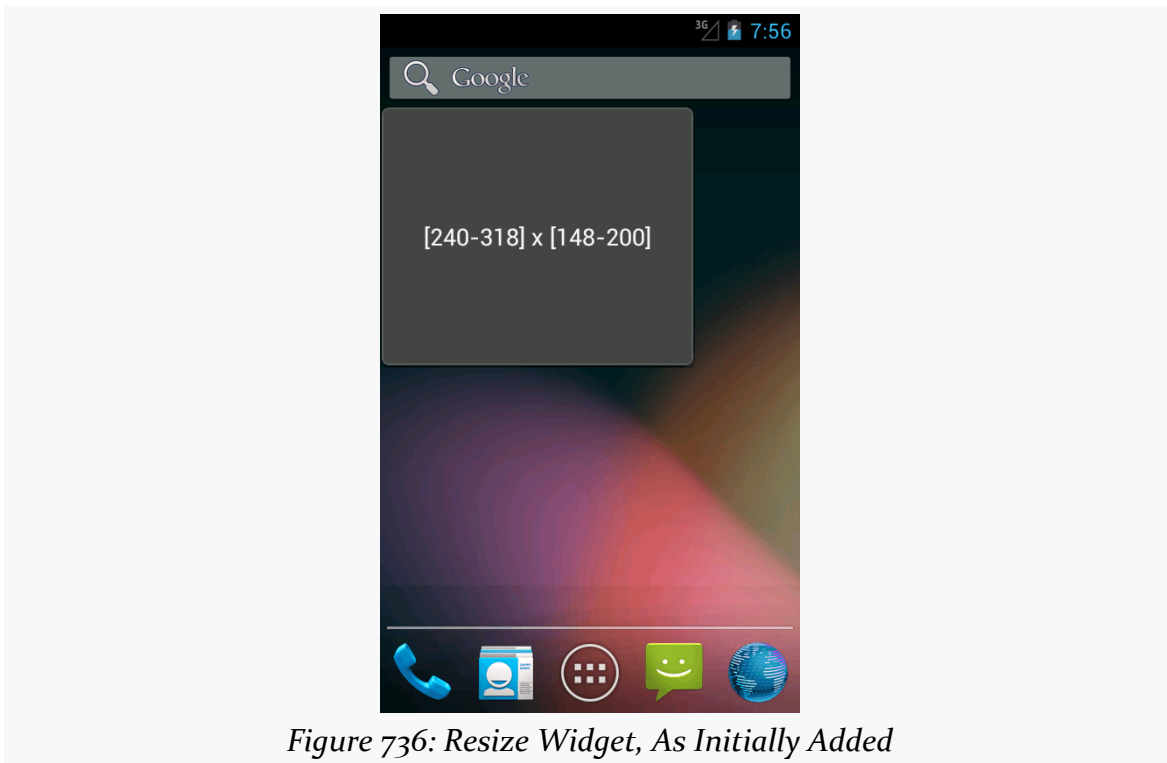 3G 7:56
Google
[240-318] x [148-200]
Figure 736: Resize Widget, As Initially Added